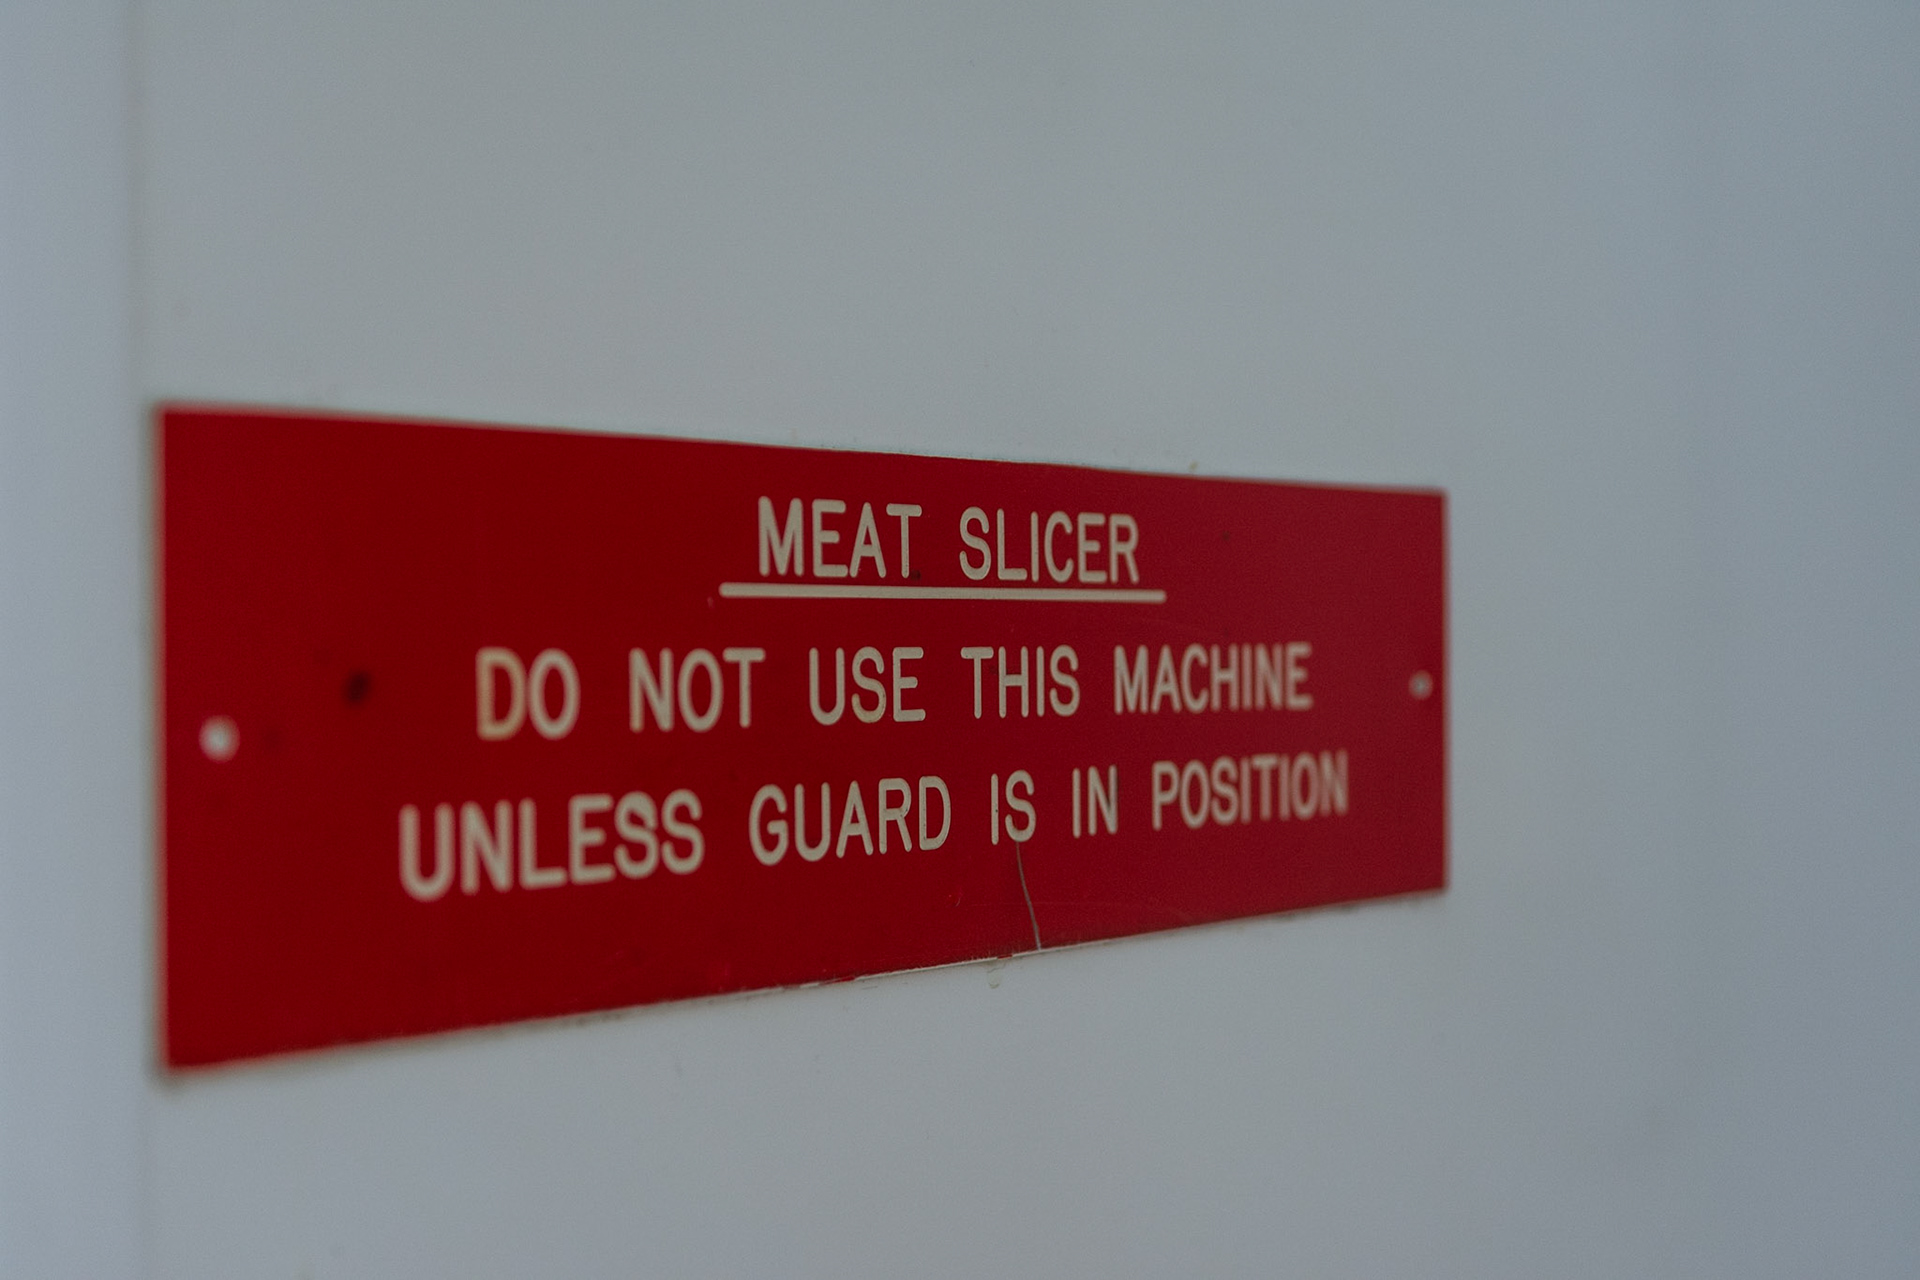 MEAT SLICER
DO NOT USE THIS MACHINE
UNLESS GUARD IS IN POSITION